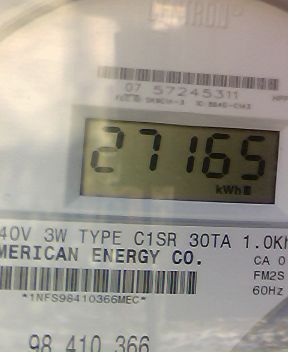 07 57245311
27165
kWh
40V 3W TYPE C1SR 30TA 1.0Kh
MERICAN ENERGY CO.
CA 0
FM2S
60Hz
*1NFS98410366MEC*
98 410 366